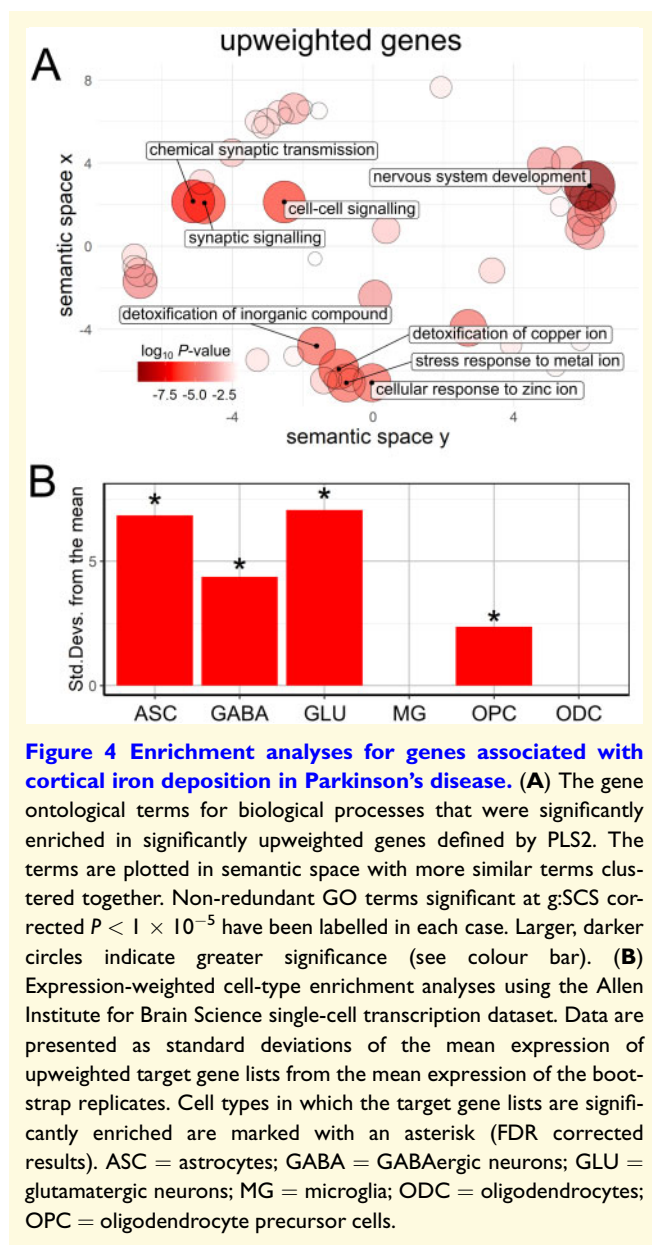 upweighted genes
A
8
4
0
-4
semantic space x
chemical synaptic transmission
nervous system development
cell-cell signalling
synaptic signalling
detoxification of inorganic compound
detoxification of copper ion
stress response to metal ion
cellular response to zinc ion
log10 P-value
-7.5 -5.0 -2.5
-4 0 4
semantic space y
B
Std.Devs. from the mean
5
0
* * * *
ASC GABA GLU MG OPC ODC
Figure 4 Enrichment analyses for genes associated with
cortical iron deposition in Parkinson's disease. (A) The gene
ontological terms for biological processes that were significantly
enriched in significantly upweighted genes defined by PLS2. The
terms are plotted in semantic space with more similar terms clus-
tered together. Non-redundant GO terms significant at g:SCS cor-
rected P < 1 × 10⁻⁵ have been labelled in each case. Larger, darker
circles indicate greater significance (see colour bar). (B)
Expression-weighted cell-type enrichment analyses using the Allen
Institute for Brain Science single-cell transcription dataset. Data are
presented as standard deviations of the mean expression of
upweighted target gene lists from the mean expression of the boot-
strap replicates. Cell types in which the target gene lists are signifi-
cantly enriched are marked with an asterisk (FDR corrected
results). ASC = astrocytes; GABA = GABAergic neurons; GLU =
glutamatergic neurons; MG = microglia; ODC = oligodendrocytes;
OPC = oligodendrocyte precursor cells.